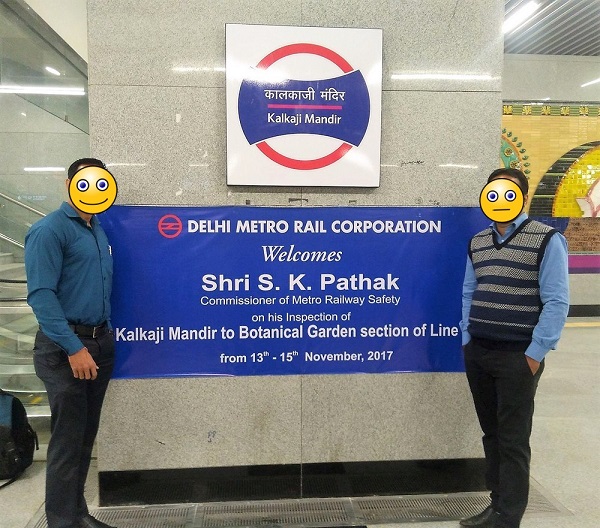 कालकाजी मंदिर
Kalkaji Mandir
DELHI METRO RAIL CORPORATION
Welcomes
Shri S. K. Pathak
Commissioner of Metro Railway Safety
on his Inspection of
Kalkaji Mandir to Botanical Garden section of Line
from 13th - 15th November, 2017